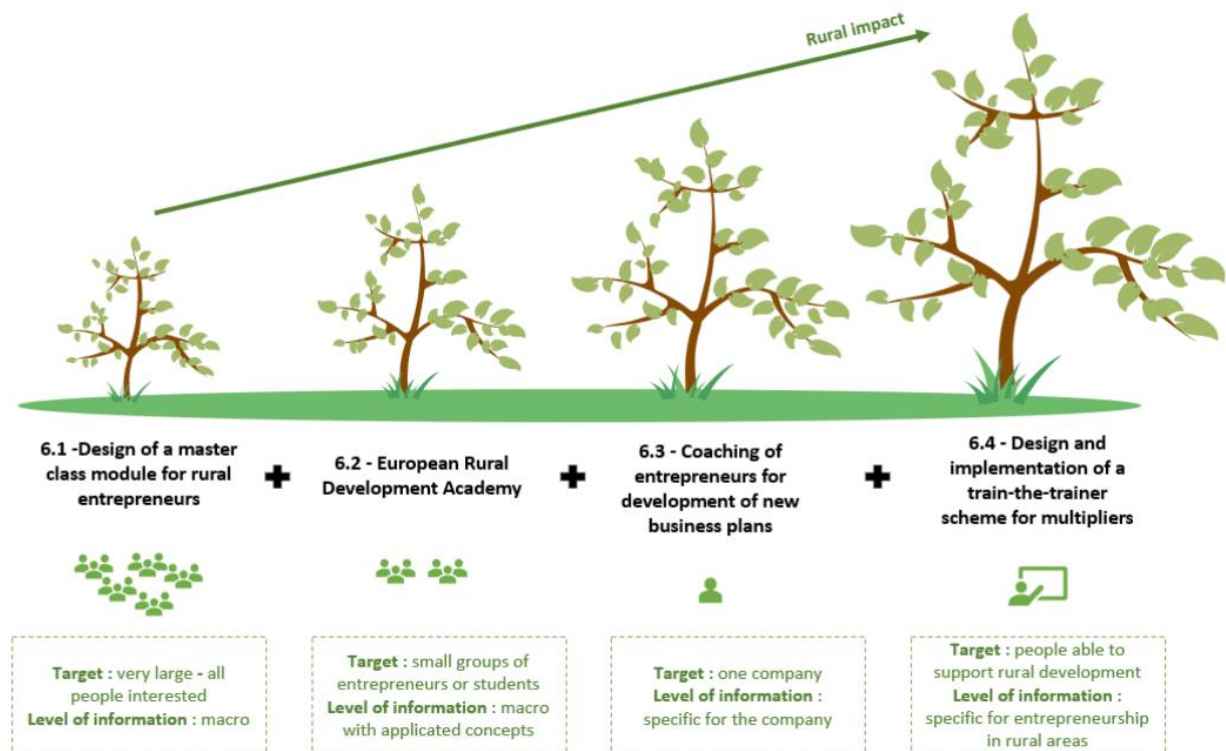 Rural impact
6.1 -Design of a master
class module for rural
entrepreneurs
6.2 - European Rural
Development Academy
6.3 - Coaching of
entrepreneurs for
development of new
business plans
6.4 - Design and
implementation of a
train-the-trainer
scheme for multipliers
Target : very large - all
people interested
Level of information : macro
Target : small groups of
entrepreneurs or students
Level of information : macro
with applicated concepts
Target : one company
Level of information :
specific for the company
Target : people able to
support rural development
Level of information :
specific for entrepreneurship
in rural areas